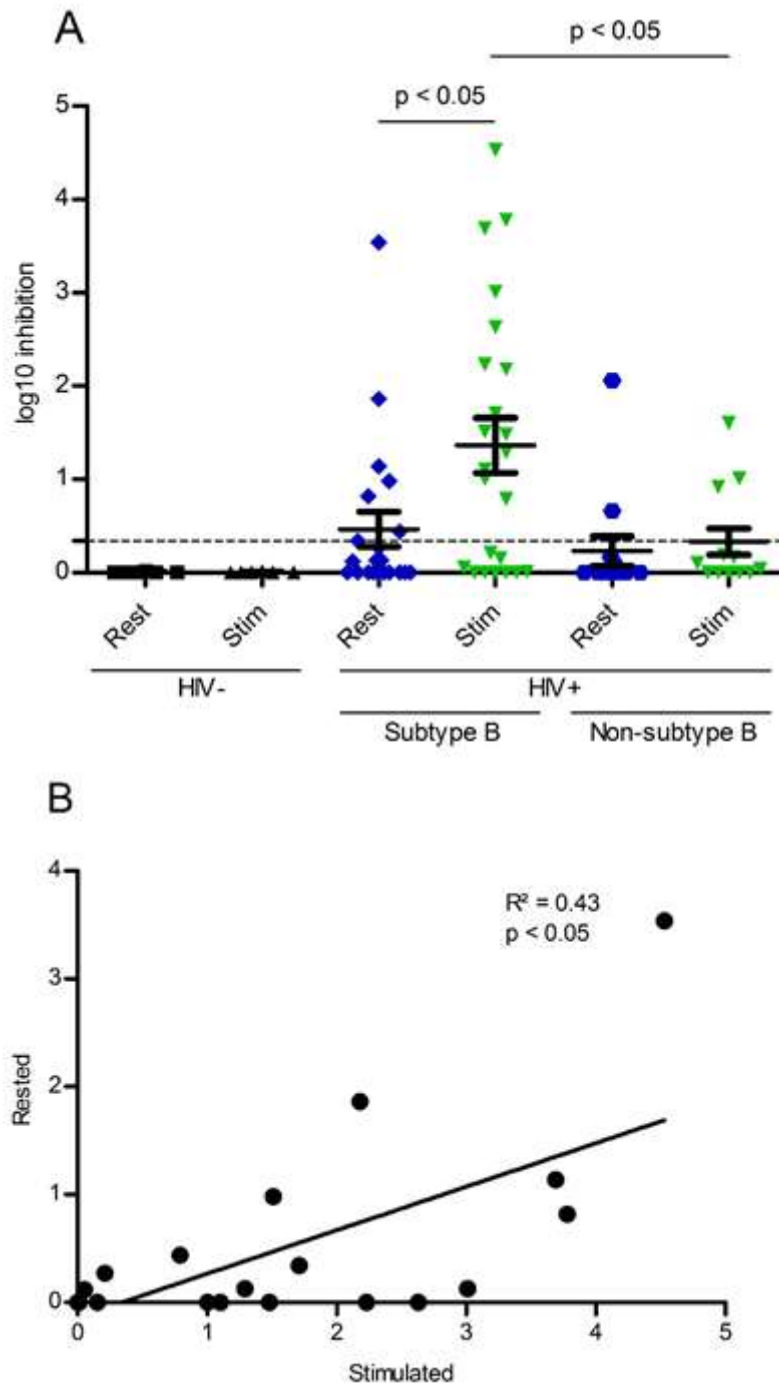 A
p < 0.05
p < 0.05
5
4
3
2
1
0
log10 inhibition
Rest
Stim
Rest
Stim
Rest
Stim
HIV-
HIV+
Subtype B
Non-subtype B
B
4
3
2
1
0
Rested
R² = 0.43
p < 0.05
0
1
2
3
4
5
Stimulated